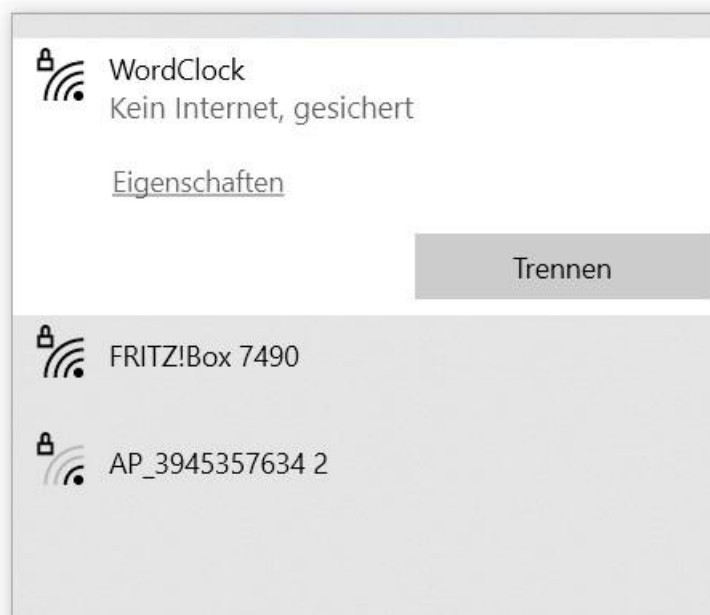 WordClock
Kein Internet, gesichert
Eigenschaften
Trennen
FRITZ!Box 7490
AP_3945357634 2